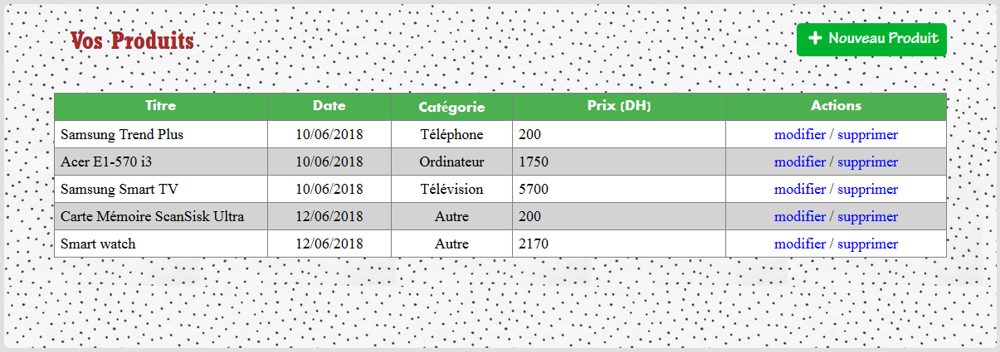 Vos Produits
+ Nouveau Produit
Titre Date Catégorie Prix (DH) Actions
Samsung Trend Plus 10/06/2018 Téléphone 200 modifier / supprimer
Acer E1-570 i3 10/06/2018 Ordinateur 1750 modifier / supprimer
Samsung Smart TV 10/06/2018 Télévision 5700 modifier / supprimer
Carte Mémoire ScanSisk Ultra 12/06/2018 Autre 200 modifier / supprimer
Smart watch 12/06/2018 Autre 2170 modifier / supprimer